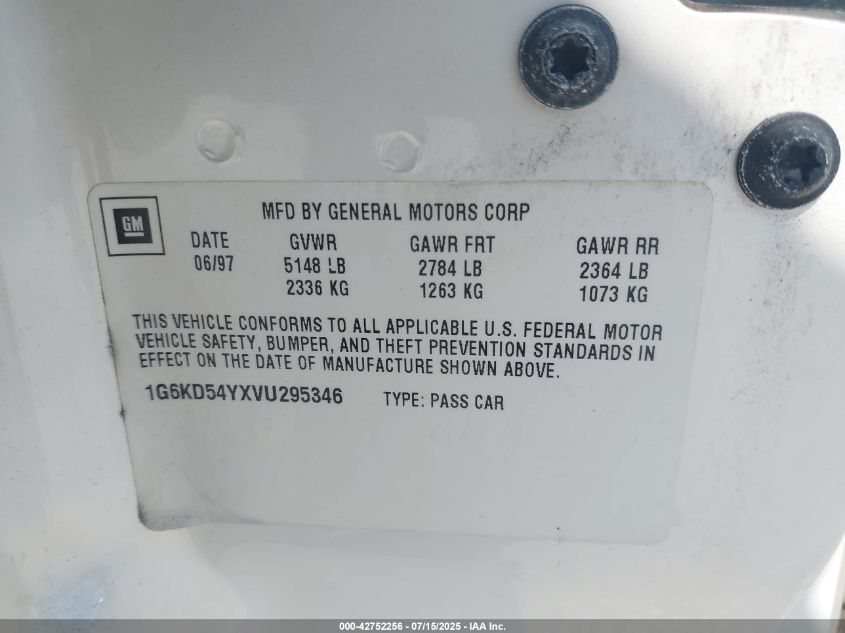 GM
MFD BY GENERAL MOTORS CORP
DATE GVWR GAWR FRT GAWR RR
06/97 5148 LB 2784 LB 2364 LB
2336 KG 1263 KG 1073 KG
THIS VEHICLE CONFORMS TO ALL APPLICABLE U.S. FEDERAL MOTOR
VEHICLE SAFETY, BUMPER, AND THEFT PREVENTION STANDARDS IN
EFFECT ON THE DATE OF MANUFACTURE SHOWN ABOVE.
1G6KD54YXVU295346 TYPE: PASS CAR
000-42752256 - 07/15/2025 - IAA Inc.